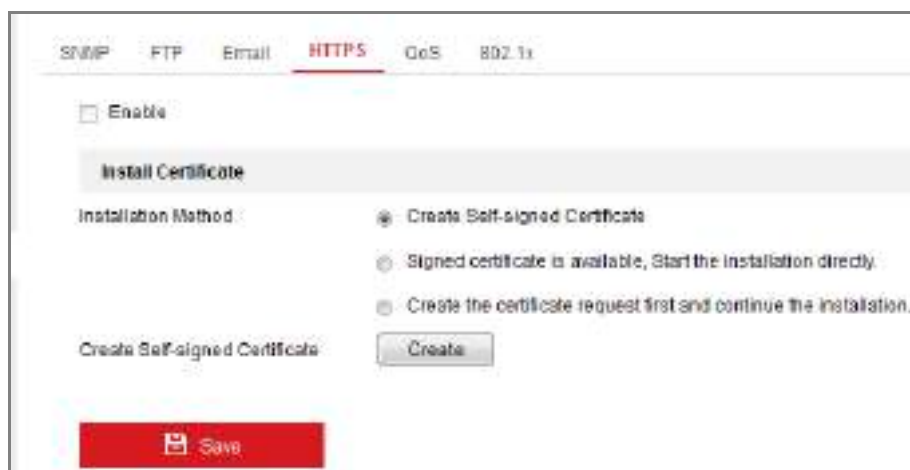 SNMP FTP Email HTTPS QoS 802.1x
Enable
Install Certificate
Installation Method
Create Self-signed Certificate
Signed certificate is available, Start the installation directly.
Create the certificate request first and continue the installation.
Create Self-signed Certificate Create
Save